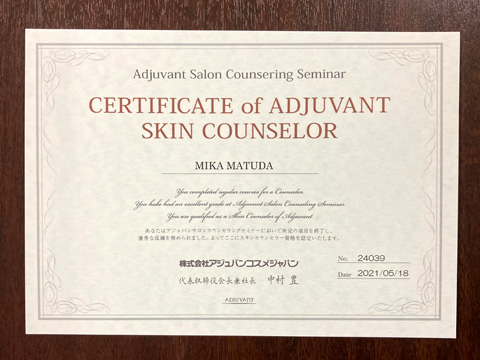 Adjuvant Salon Counsering Seminar
CERTIFICATE of ADJUVANT
SKIN COUNSELOR
MIKA MATUDA
You completed regular courses for a Counselor.
You habe had an excellent grade at Adjuvant Salon Counseling Seminar.
You are qualified as a Skin Counselor of Adjuvant
あなたはアジュバンサロンカウンセリングセミナーにおいて所定の項目を終了し、
優秀な成績を修められました。よってここにスキンカウンセラー資格を認定いたします。
株式会社アジュバンコスメジャパン
代表取締役会長兼社長 中村 豊
No. 24039
Date 2021/05/18
ADJUVANT